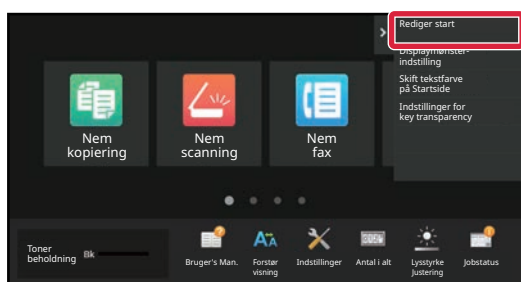 Rediger start
Displaymønster-
indstilling
Skift tekstfarve
på Startside
Indstillinger for
key transparency
Nem
kopiering
Nem
scanning
Nem
fax
Toner
beholdning
Bk
Bruger's Man.
Forstør
visning
Indstillinger
Antal i alt
Lysstyrke
Justering
Jobstatus